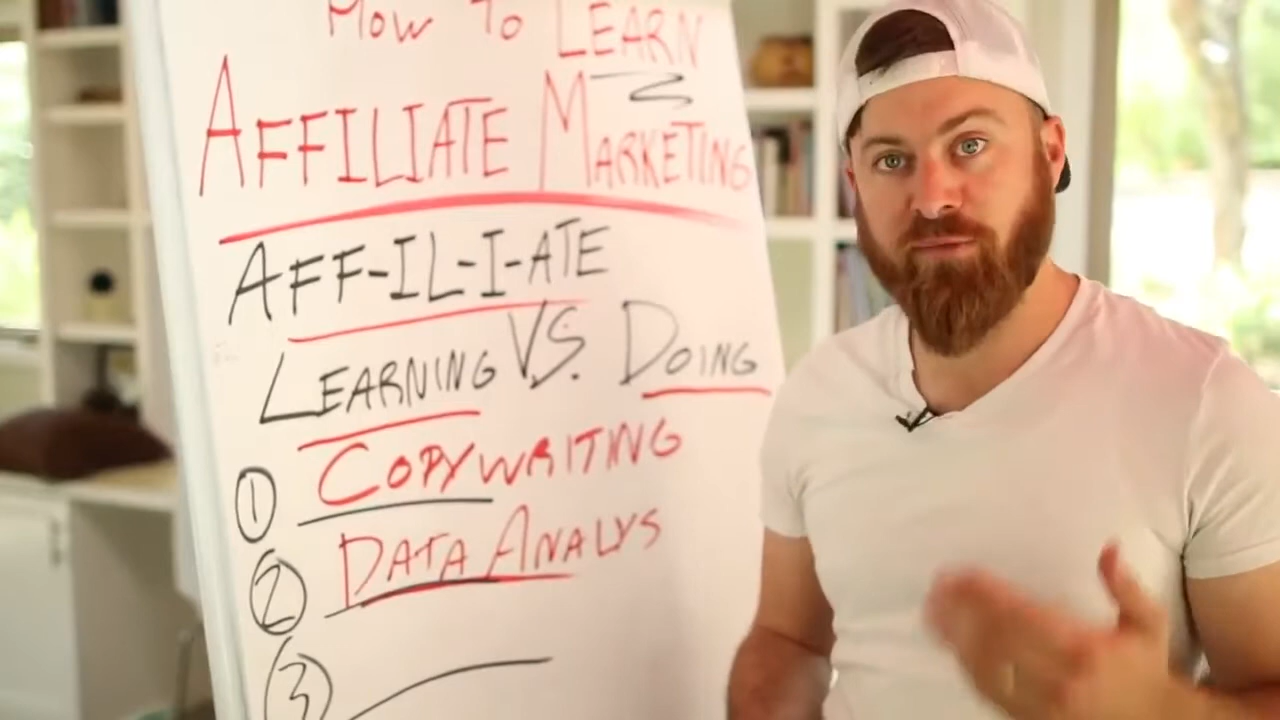 How To LEARN
AFFILIATE MARKETING
AFF-IL-I-ATE
LEARNING VS. DOING
1 COPYWRITING
2 DATA ANALYS
3